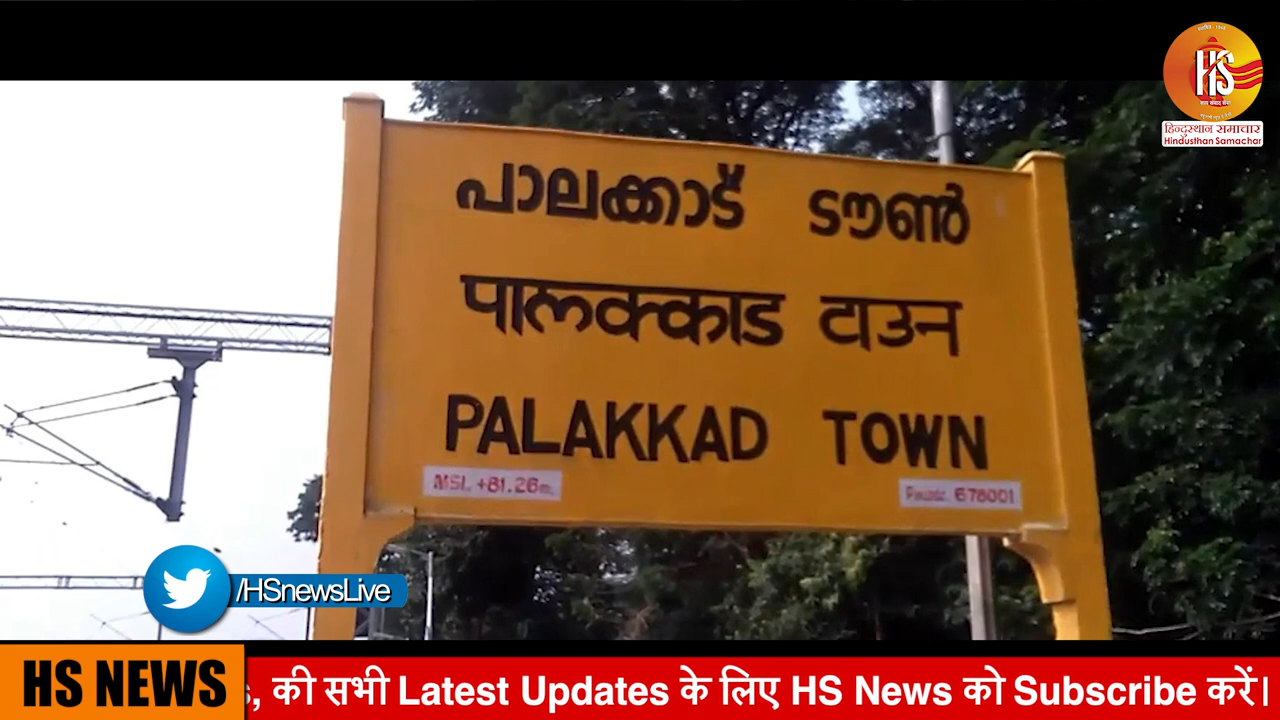 HS
हिन्दुस्थान समाचार
Hindusthan Samachar
പാലക്കാട് ടൗൺ
पालक्काड टाउन
PALAKKAD TOWN
MSL +81.26m.
678001
/HSnewsLive
HS NEWS
s, की सभी Latest Updates के लिए HS News को Subscribe करें।